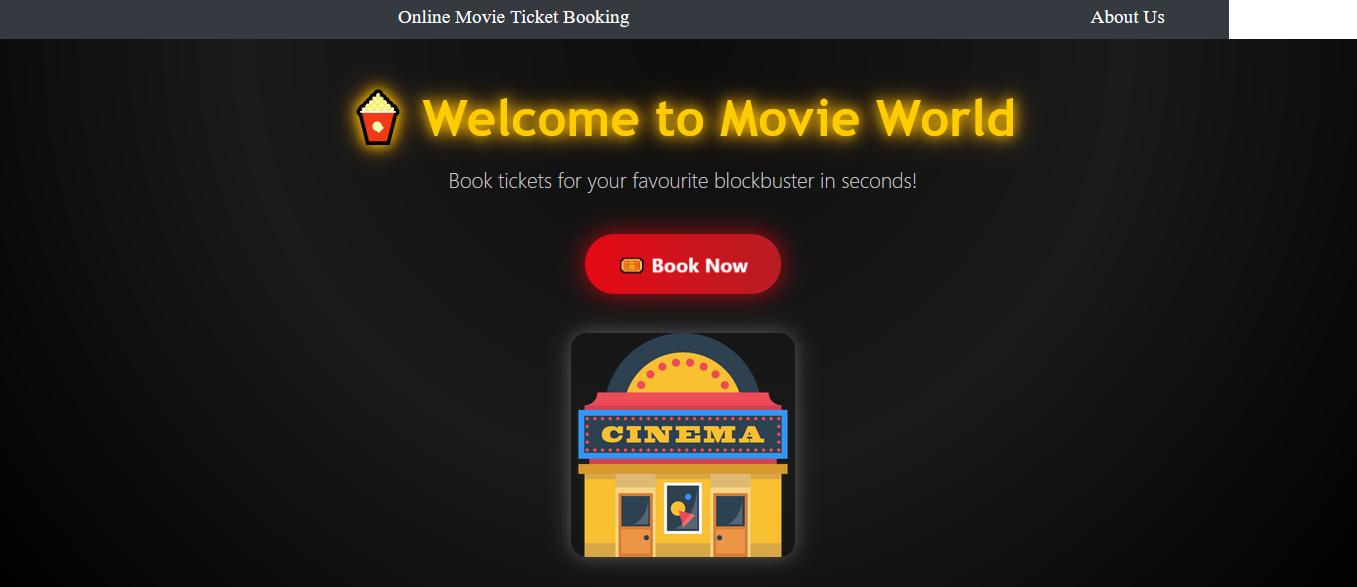 Online Movie Ticket Booking
About Us
Welcome to Movie World
Book tickets for your favourite blockbuster in seconds!
Book Now
CINEMA